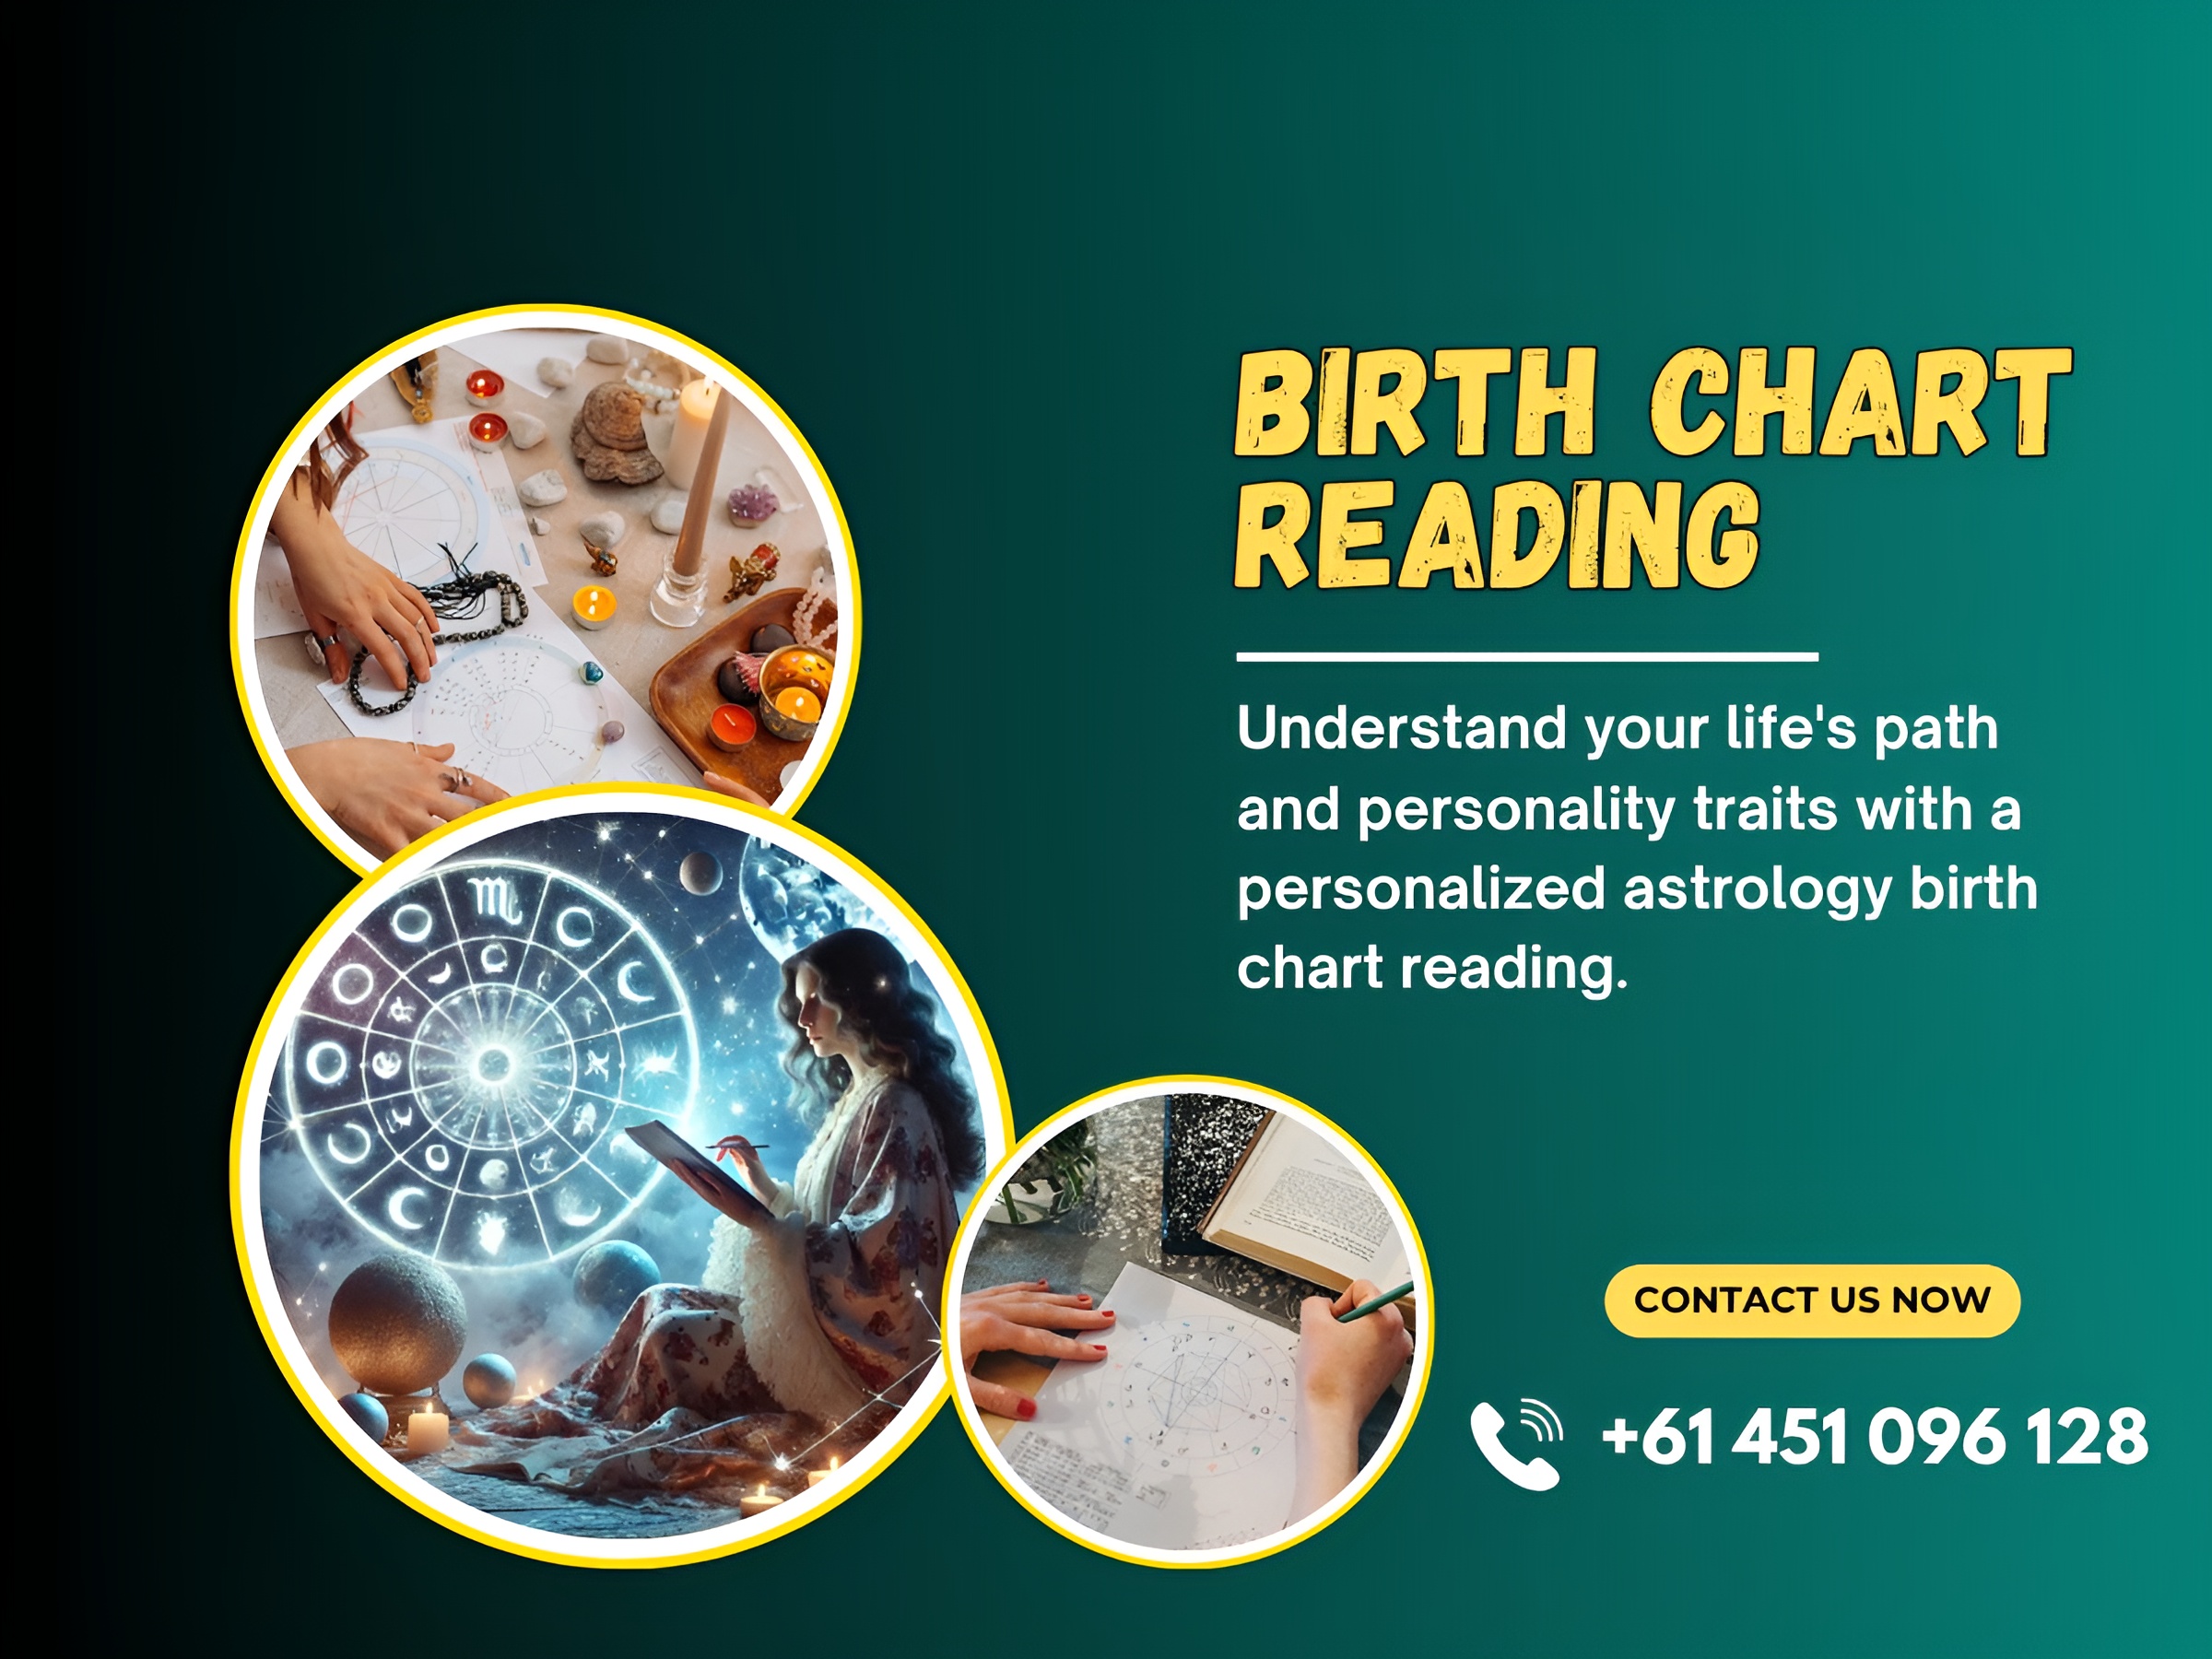 BIRTH CHART
READING
Understand your life's path
and personality traits with a
personalized astrology birth
chart reading.
CONTACT US NOW
+61 451 096 128